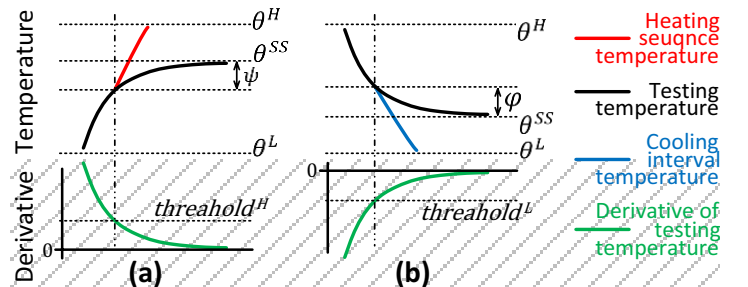 Temperature
Derivative
θ^H
θ^SS
ψ
θ^L
threahold^H
0
(a)
θ^H
φ
θ^SS
θ^L
0
threahold^L
(b)
Heating
seuqnce
temperature
Testing
temperature
Cooling
interval
temperature
Derivative of
testing
temperature